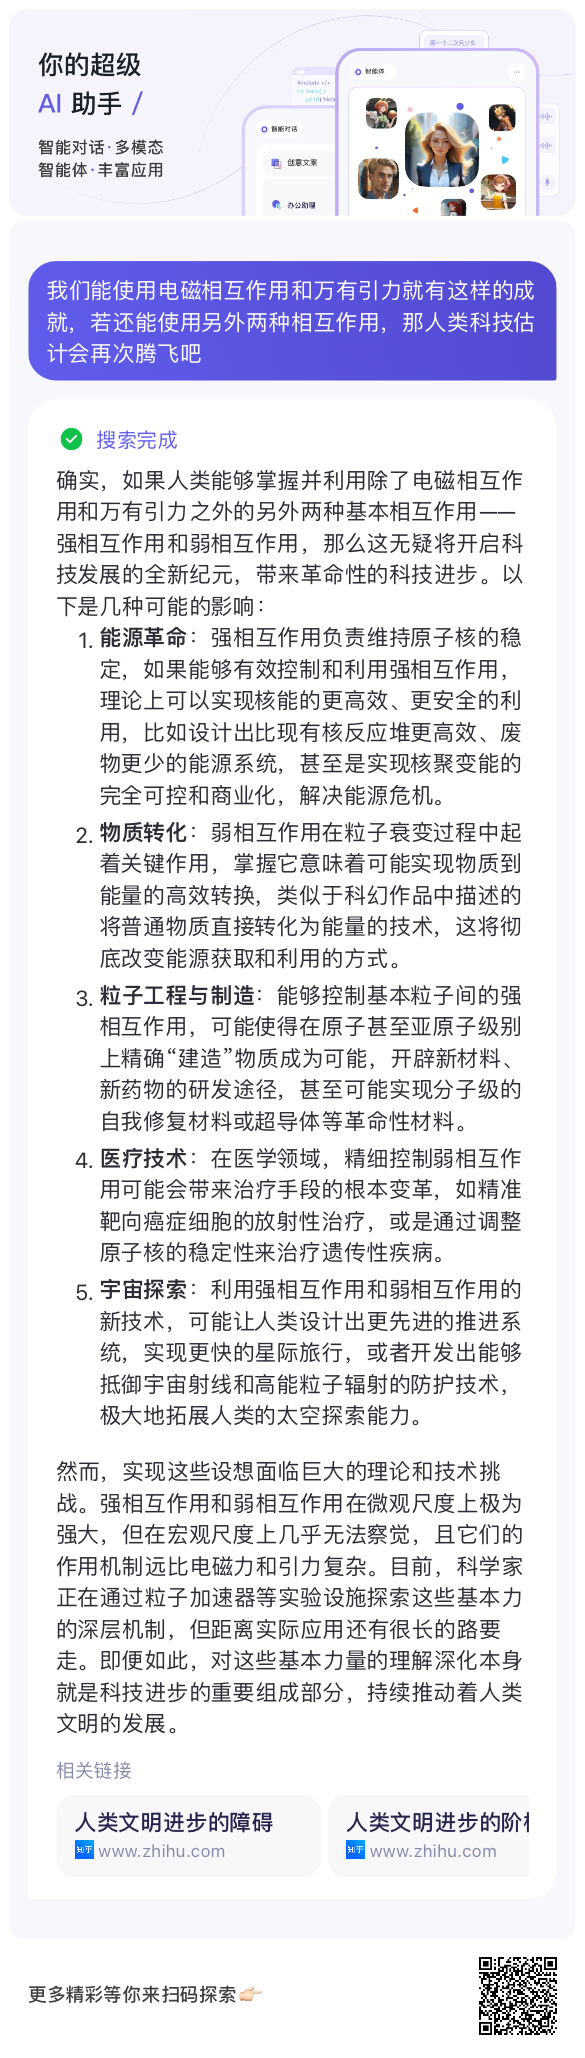 你的超级
AI 助手 /
智能对话·多模态
智能体·丰富应用
画一个二次元少女
#include </>
智能体
···
智能对话
创意文案
办公助理
我们能使用电磁相互作用和万有引力就有这样的成
就，若还能使用另外两种相互作用，那人类科技估
计会再次腾飞吧
搜索完成
确实，如果人类能够掌握并利用除了电磁相互作
用和万有引力之外的另外两种基本相互作用——
强相互作用和弱相互作用，那么这无疑将开启科
技发展的全新纪元，带来革命性的科技进步。以
下是几种可能的影响：
1. 能源革命：强相互作用负责维持原子核的稳
定，如果能够有效控制和利用强相互作用，
理论上可以实现核能的更高效、更安全的利
用，比如设计出比现有核反应堆更高效、废
物更少的能源系统，甚至是实现核聚变能的
完全可控和商业化，解决能源危机。
2. 物质转化：弱相互作用在粒子衰变过程中起
着关键作用，掌握它意味着可能实现物质到
能量的高效转换，类似于科幻作品中描述的
将普通物质直接转化为能量的技术，这将彻
底改变能源获取和利用的方式。
3. 粒子工程与制造：能够控制基本粒子间的强
相互作用，可能使得在原子甚至亚原子级别
上精确“建造”物质成为可能，开辟新材料、
新药物的研发途径，甚至可能实现分子级的
自我修复材料或超导体等革命性材料。
4. 医疗技术：在医学领域，精细控制弱相互作
用可能会带来治疗手段的根本变革，如精准
靶向癌症细胞的放射性治疗，或是通过调整
原子核的稳定性来治疗遗传性疾病。
5. 宇宙探索：利用强相互作用和弱相互作用的
新技术，可能让人类设计出更先进的推进系
统，实现更快的星际旅行，或者开发出能够
抵御宇宙射线和高能粒子辐射的防护技术，
极大地拓展人类的太空探索能力。
然而，实现这些设想面临巨大的理论和技术挑
战。强相互作用和弱相互作用在微观尺度上极为
强大，但在宏观尺度上几乎无法察觉，且它们的
作用机制远比电磁力和引力复杂。目前，科学家
正在通过粒子加速器等实验设施探索这些基本力
的深层机制，但距离实际应用还有很长的路要
走。即便如此，对这些基本力量的理解深化本身
就是科技进步的重要组成部分，持续推动着人类
文明的发展。
相关链接
人类文明进步的障碍
知乎 www.zhihu.com
人类文明进步的阶
知乎 www.zhihu.com
更多精彩等你来扫码探索👉🏻